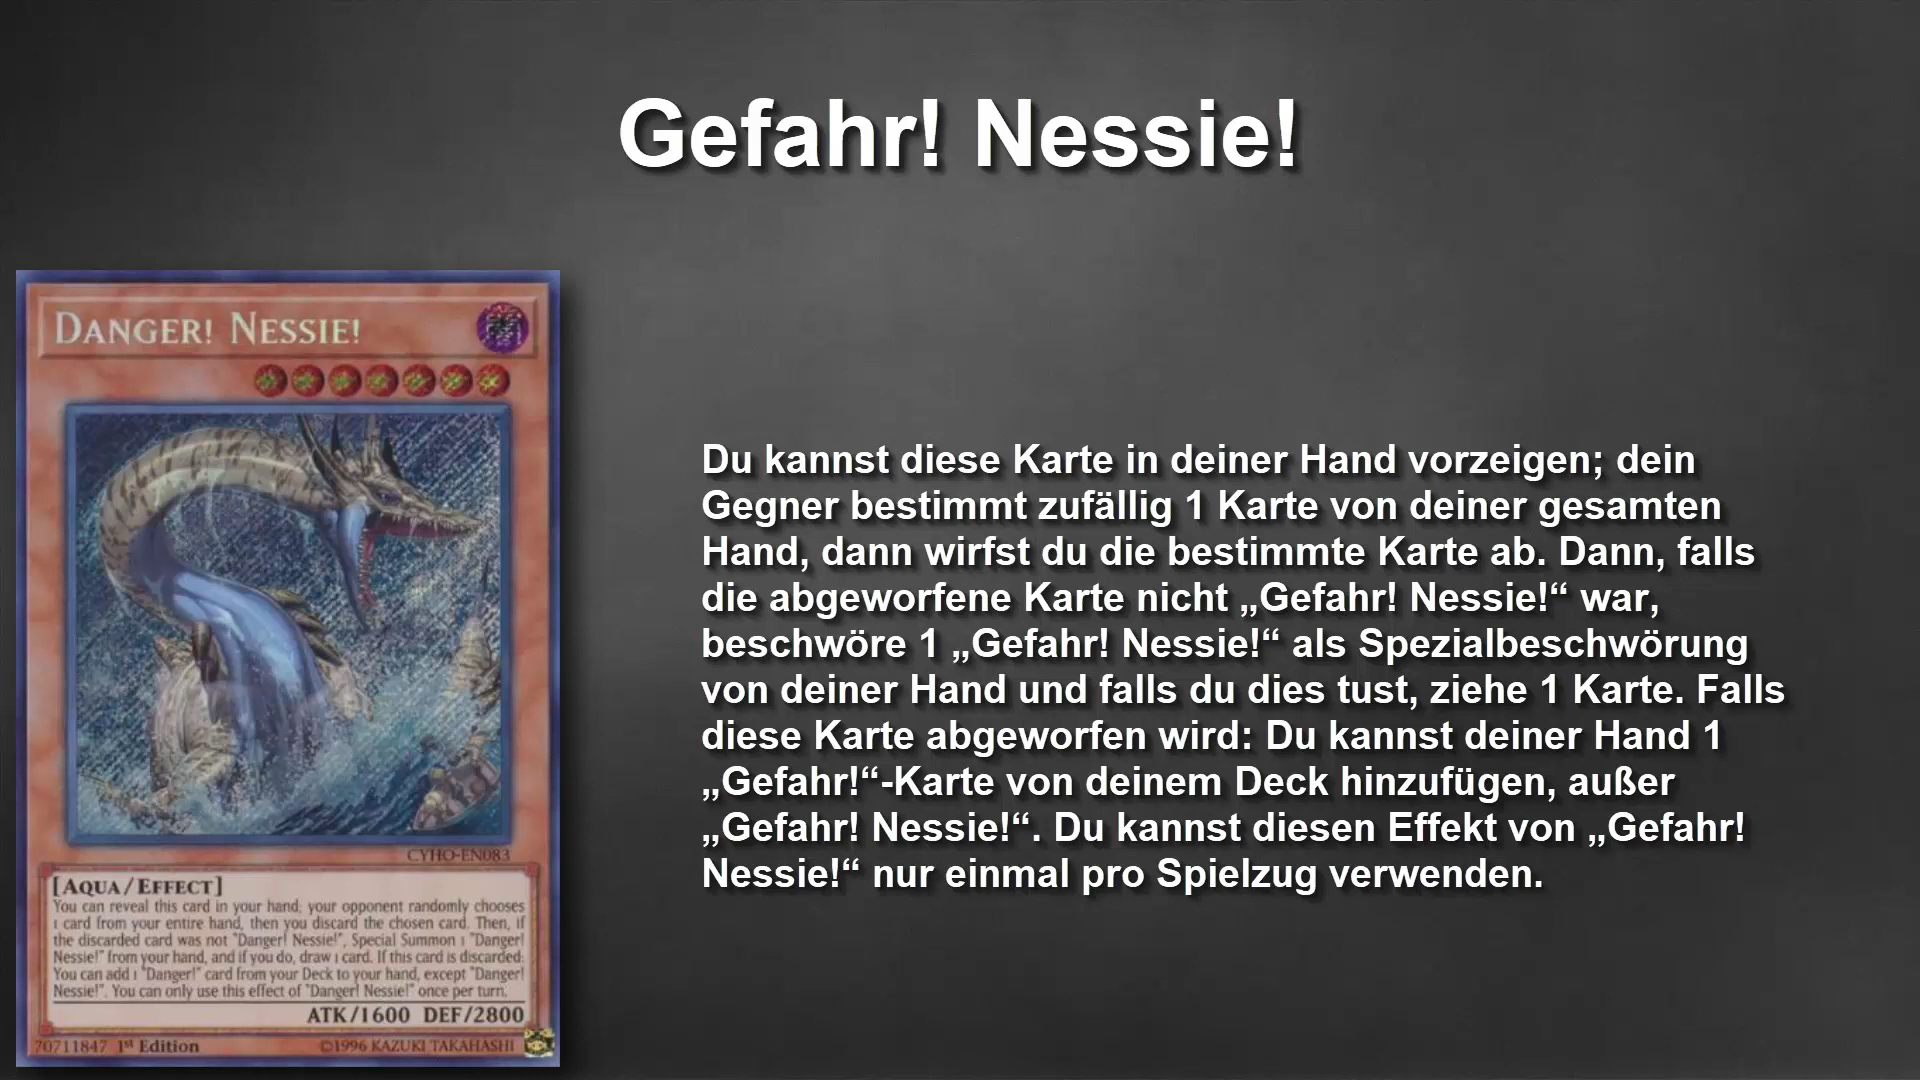 Gefahr! Nessie!
DANGER! NESSIE!
CYHO-EN083
[AQUA/EFFECT]
You can reveal this card in your hand; your opponent randomly chooses
1 card from your entire hand, then you discard the chosen card. Then, if
the discarded card was not "Danger! Nessie!", Special Summon 1 "Danger!
Nessie!" from your hand, and if you do, draw 1 card. If this card is discarded:
You can add 1 "Danger!" card from your Deck to your hand, except "Danger!
Nessie!". You can only use this effect of "Danger! Nessie!" once per turn.
ATK/1600 DEF/2800
70711847 1st Edition
©1996 KAZUKI TAKAHASHI
Du kannst diese Karte in deiner Hand vorzeigen; dein
Gegner bestimmt zufällig 1 Karte von deiner gesamten
Hand, dann wirfst du die bestimmte Karte ab. Dann, falls
die abgeworfene Karte nicht „Gefahr! Nessie!“ war,
beschwöre 1 „Gefahr! Nessie!“ als Spezialbeschwörung
von deiner Hand und falls du dies tust, ziehe 1 Karte. Falls
diese Karte abgeworfen wird: Du kannst deiner Hand 1
„Gefahr!“-Karte von deinem Deck hinzufügen, außer
„Gefahr! Nessie!“. Du kannst diesen Effekt von „Gefahr!
Nessie!“ nur einmal pro Spielzug verwenden.